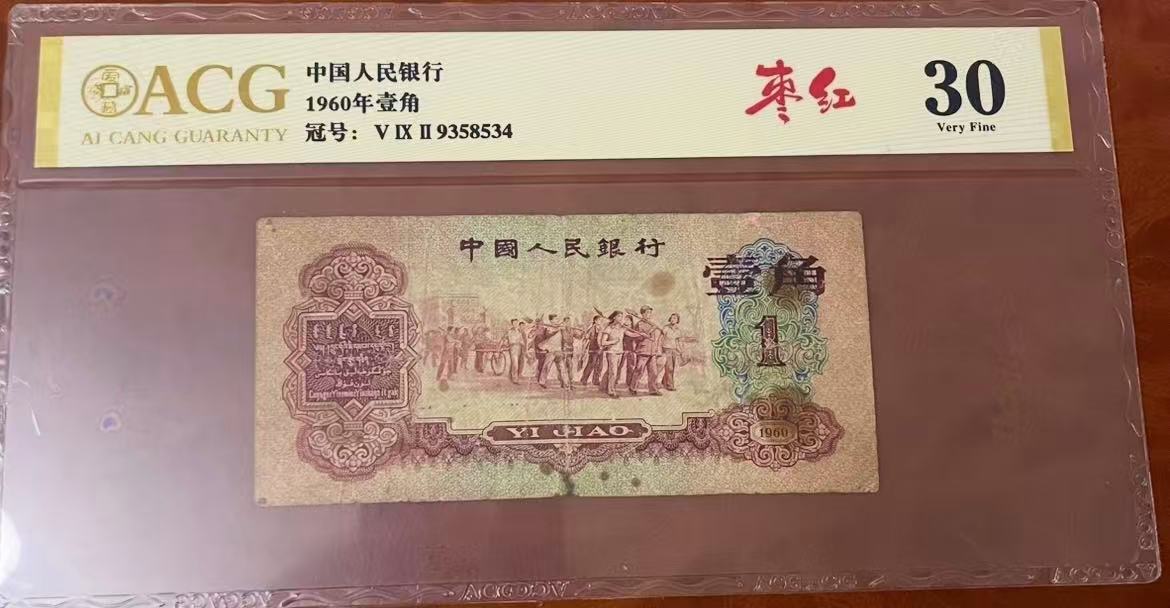 ACG
AI CANG GUARANTY
中国人民银行
1960年壹角
冠号： V Ⅸ Ⅱ 9358534
枣红
30
Very Fine
中國人民銀行
壹角
1
YI JIAO
1960